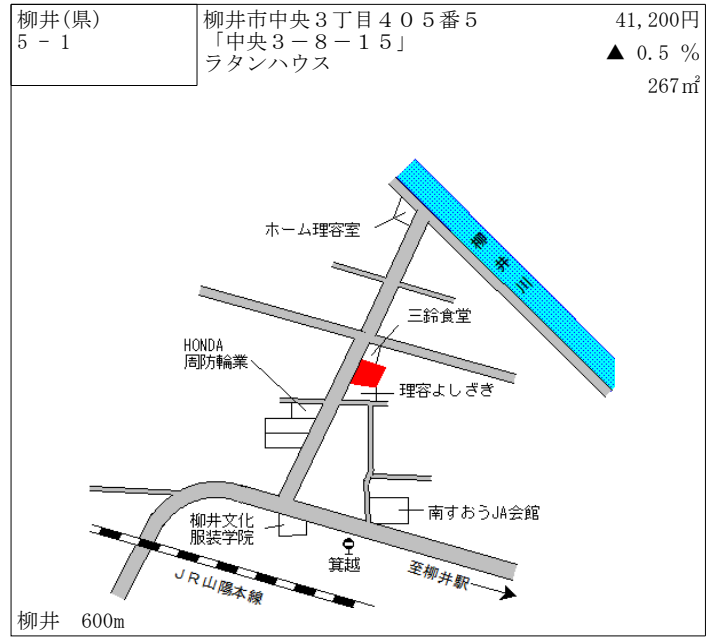 柳井(県)
5 - 1
柳井市中央３丁目４０５番５
「中央３－８－１５」
ラタンハウス
41,200円
▲ 0.5 %
267㎡
ホーム理容室
柳井川
三鈴食堂
HONDA
周防輪業
理容よしざき
柳井文化
服装学院
南すおうJA会館
箕越
至柳井駅
ＪＲ山陽本線
柳井 600m